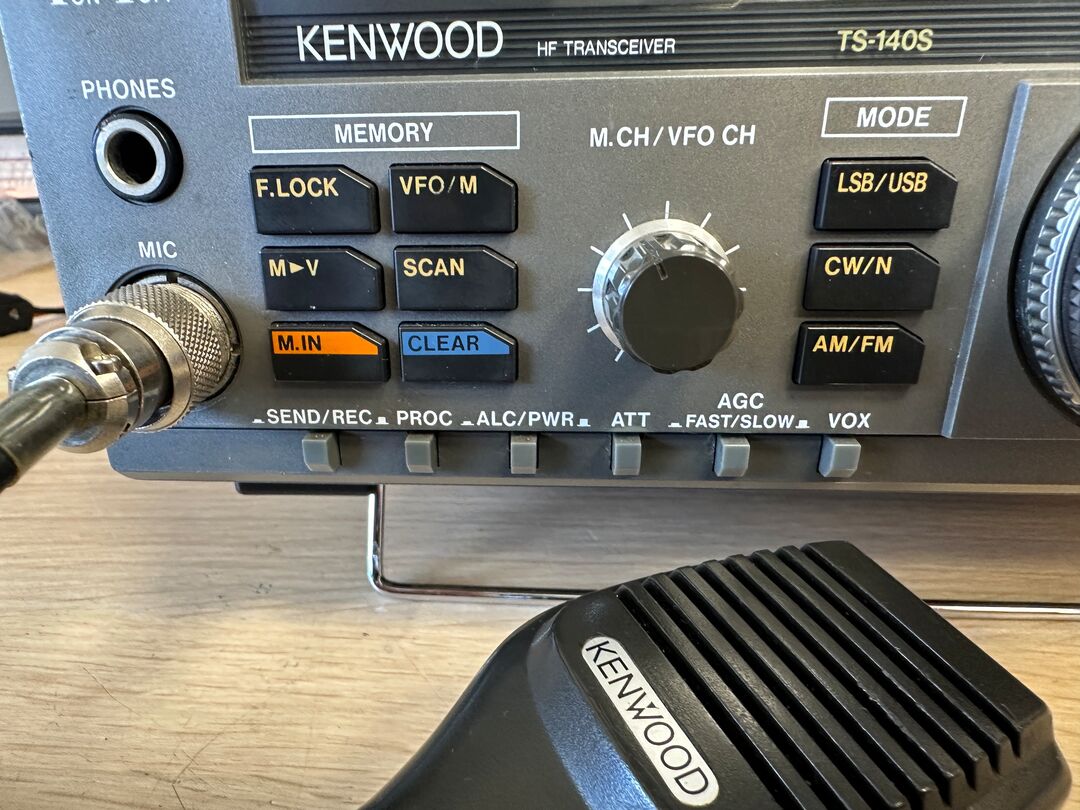 KENWOOD HF TRANSCEIVER TS-140S
PHONES
MEMORY
M.CH/VFO CH
MODE
F.LOCK VFO/M
LSB/USB
MIC
M►V SCAN
CW/N
M.IN CLEAR
AM/FM
SEND/REC PROC ALC/PWR ATT AGC FAST/SLOW VOX
KENWOOD